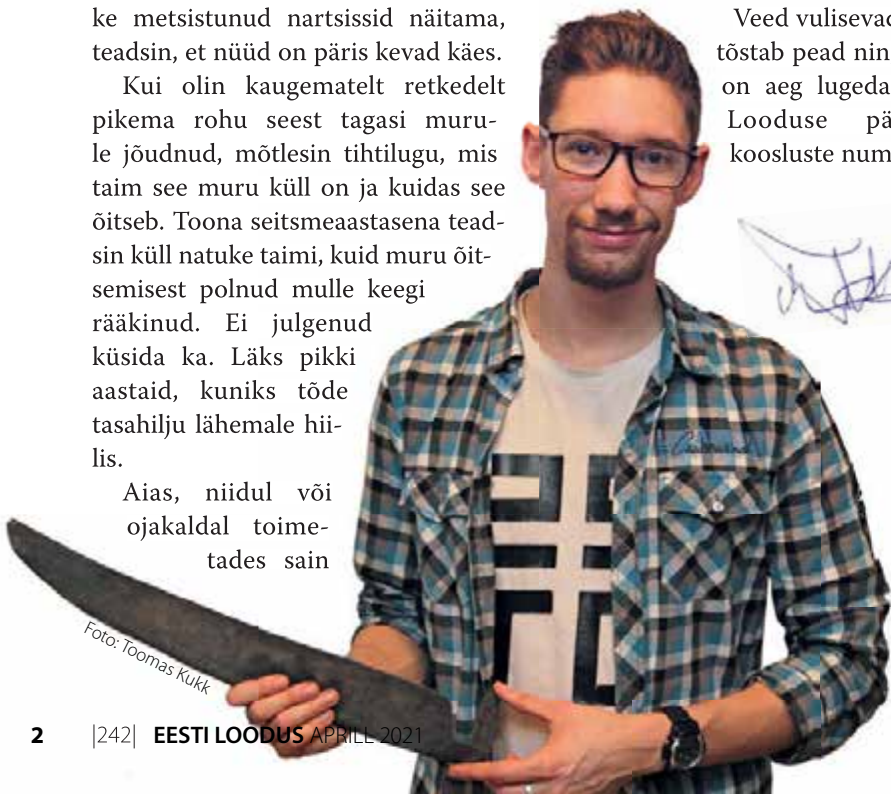 ke metsistunud nartsissid näitama,
teadsin, et nüüd on päris kevad käes.
Kui olin kaugematelt retkedelt
pikema rohu seest tagasi muru-
le jõudnud, mõtlesin tihtilugu, mis
taim see muru küll on ja kuidas see
õitseb. Toona seitsmeaastasena tead-
sin küll natuke taimi, kuid muru õit-
semisest polnud mulle keegi
rääkinud. Ei julgenud
küsida ka. Läks pikki
aastaid, kuniks tõde
tasahilju lähemale hii-
lis.
Aias, niidul või
ojakaldal toime-
tades sain
Veed vulisevad
tõstab pead nin
on aeg lugeda
Looduse pä
koosluste num
Foto: Toomas Kukk
2 |242| EESTI LOODUS APRILL 2021